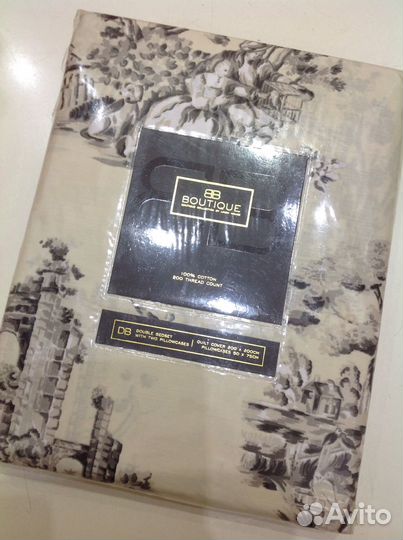 BB
BOUTIQUE
100% COTTON
200 THREAD COUNT
DB
DOUBLE BEDSET
WITH TWO PILLOWCASES
QUILT COVER 200 X 200CM
PILLOWCASES 50 X 75CM
Avito